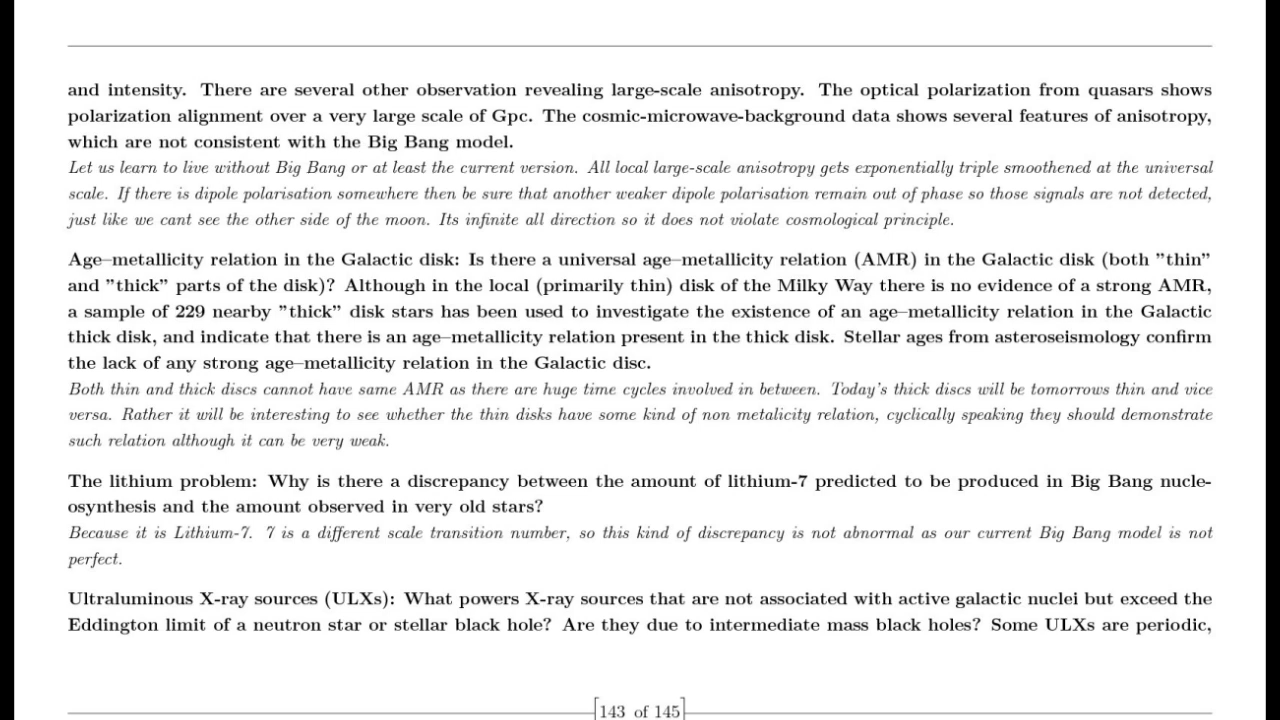 and intensity. There are several other observation revealing large-scale anisotropy. The optical polarization from quasars shows
polarization alignment over a very large scale of Gpc. The cosmic-microwave-background data shows several features of anisotropy,
which are not consistent with the Big Bang model.
Let us learn to live without Big Bang or at least the current version. All local large-scale anisotropy gets exponentially triple smoothened at the universal
scale. If there is dipole polarisation somewhere then be sure that another weaker dipole polarisation remain out of phase so those signals are not detected,
just like we cant see the other side of the moon. Its infinite all direction so it does not violate cosmological principle.
Age–metallicity relation in the Galactic disk: Is there a universal age–metallicity relation (AMR) in the Galactic disk (both "thin"
and "thick" parts of the disk)? Although in the local (primarily thin) disk of the Milky Way there is no evidence of a strong AMR,
a sample of 229 nearby "thick" disk stars has been used to investigate the existence of an age–metallicity relation in the Galactic
thick disk, and indicate that there is an age–metallicity relation present in the thick disk. Stellar ages from asteroseismology confirm
the lack of any strong age–metallicity relation in the Galactic disc.
Both thin and thick discs cannot have same AMR as there are huge time cycles involved in between. Today's thick discs will be tomorrows thin and vice
versa. Rather it will be interesting to see whether the thin disks have some kind of non metalicity relation, cyclically speaking they should demonstrate
such relation although it can be very weak.
The lithium problem: Why is there a discrepancy between the amount of lithium-7 predicted to be produced in Big Bang nucle-
osynthesis and the amount observed in very old stars?
Because it is Lithium-7. 7 is a different scale transition number, so this kind of discrepancy is not abnormal as our current Big Bang model is not
perfect.
Ultraluminous X-ray sources (ULXs): What powers X-ray sources that are not associated with active galactic nuclei but exceed the
Eddington limit of a neutron star or stellar black hole? Are they due to intermediate mass black holes? Some ULXs are periodic,
[143 of 145]